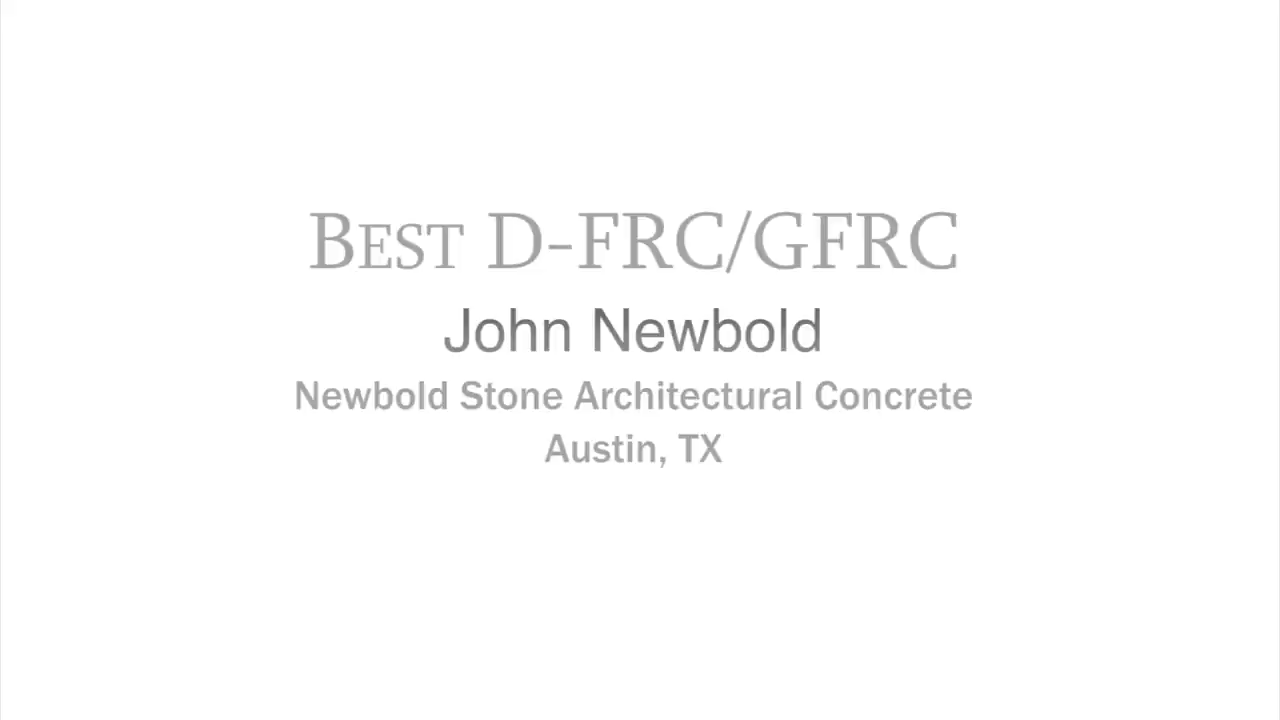 Best D-FRC/GFRC
John Newbold
Newbold Stone Architectural Concrete
Austin, TX